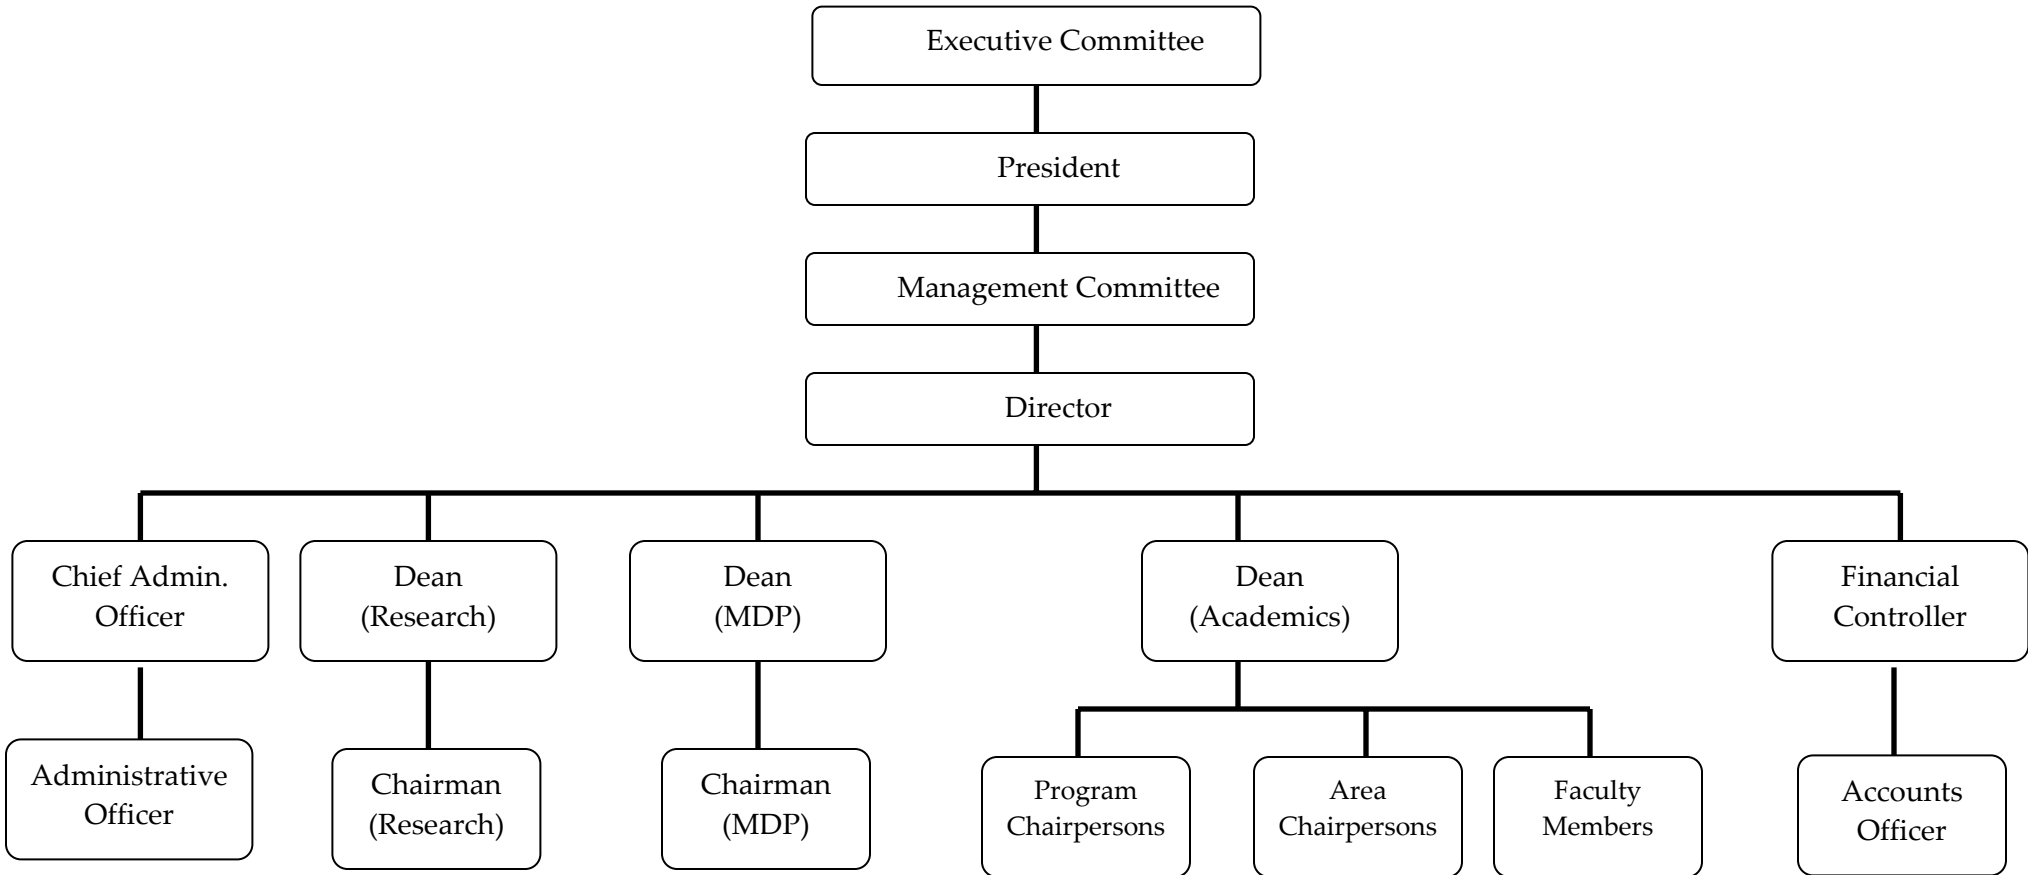 Executive Committee
President
Management Committee
Director
Chief Admin.
Officer
Dean
(Research)
Dean
(MDP)
Dean
(Academics)
Financial
Controller
Administrative
Officer
Chairman
(Research)
Chairman
(MDP)
Program
Chairpersons
Area
Chairpersons
Faculty
Members
Accounts
Officer